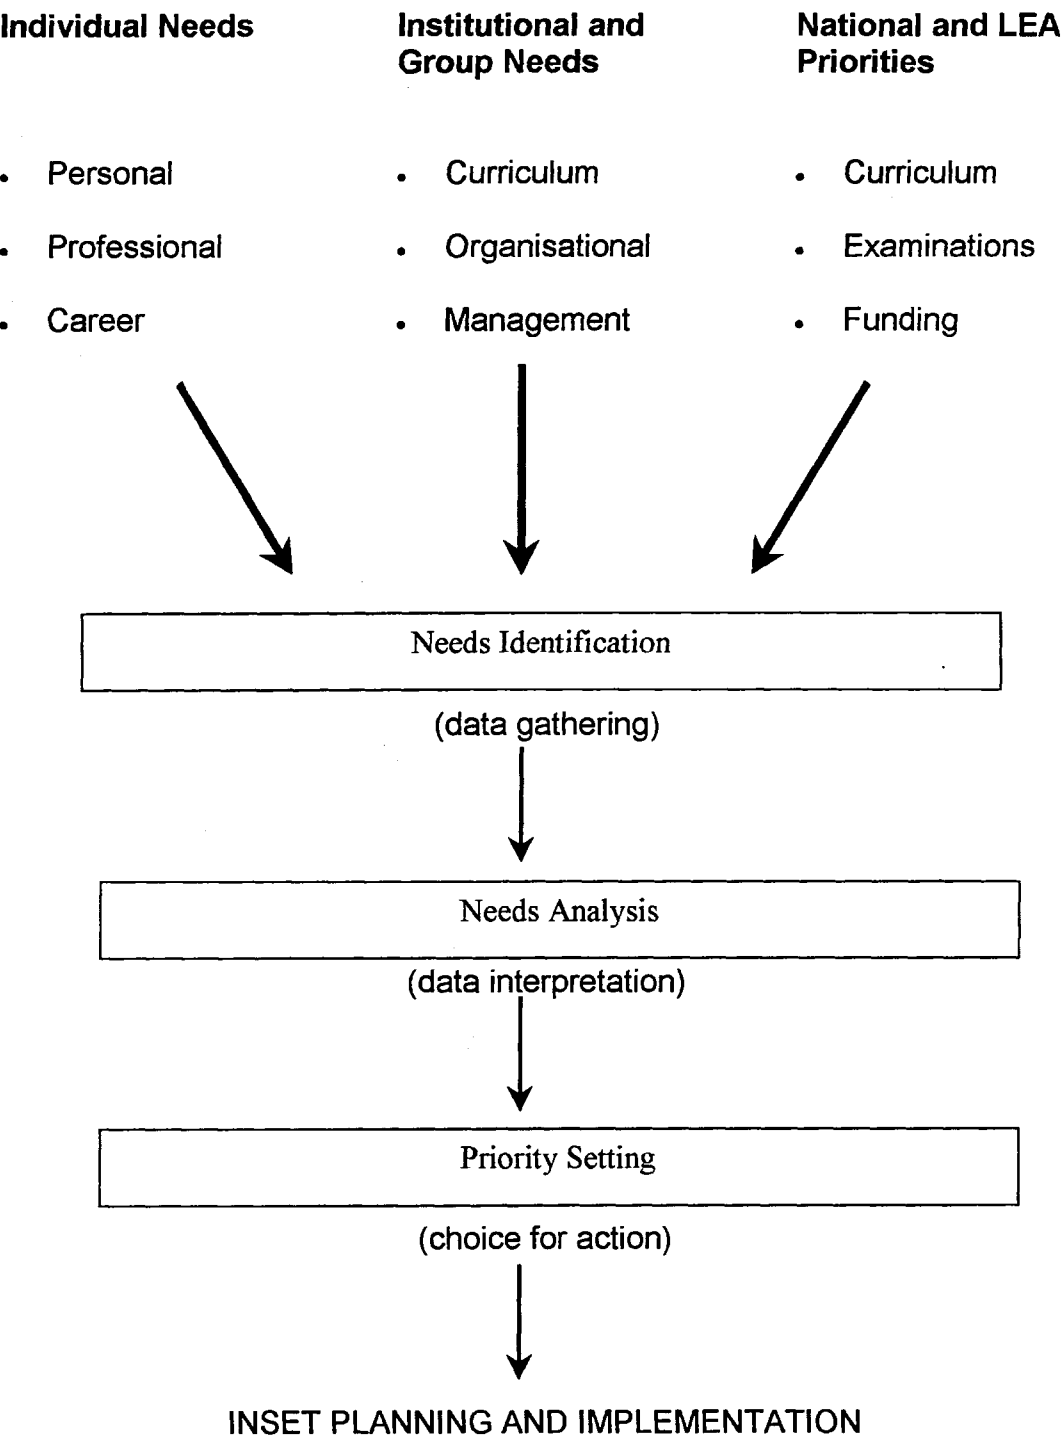 Individual Needs
Institutional and
Group Needs
National and LEA
Priorities
• Personal
• Professional
• Career
• Curriculum
• Organisational
• Management
• Curriculum
• Examinations
• Funding
Needs Identification
(data gathering)
Needs Analysis
(data interpretation)
Priority Setting
(choice for action)
INSET PLANNING AND IMPLEMENTATION